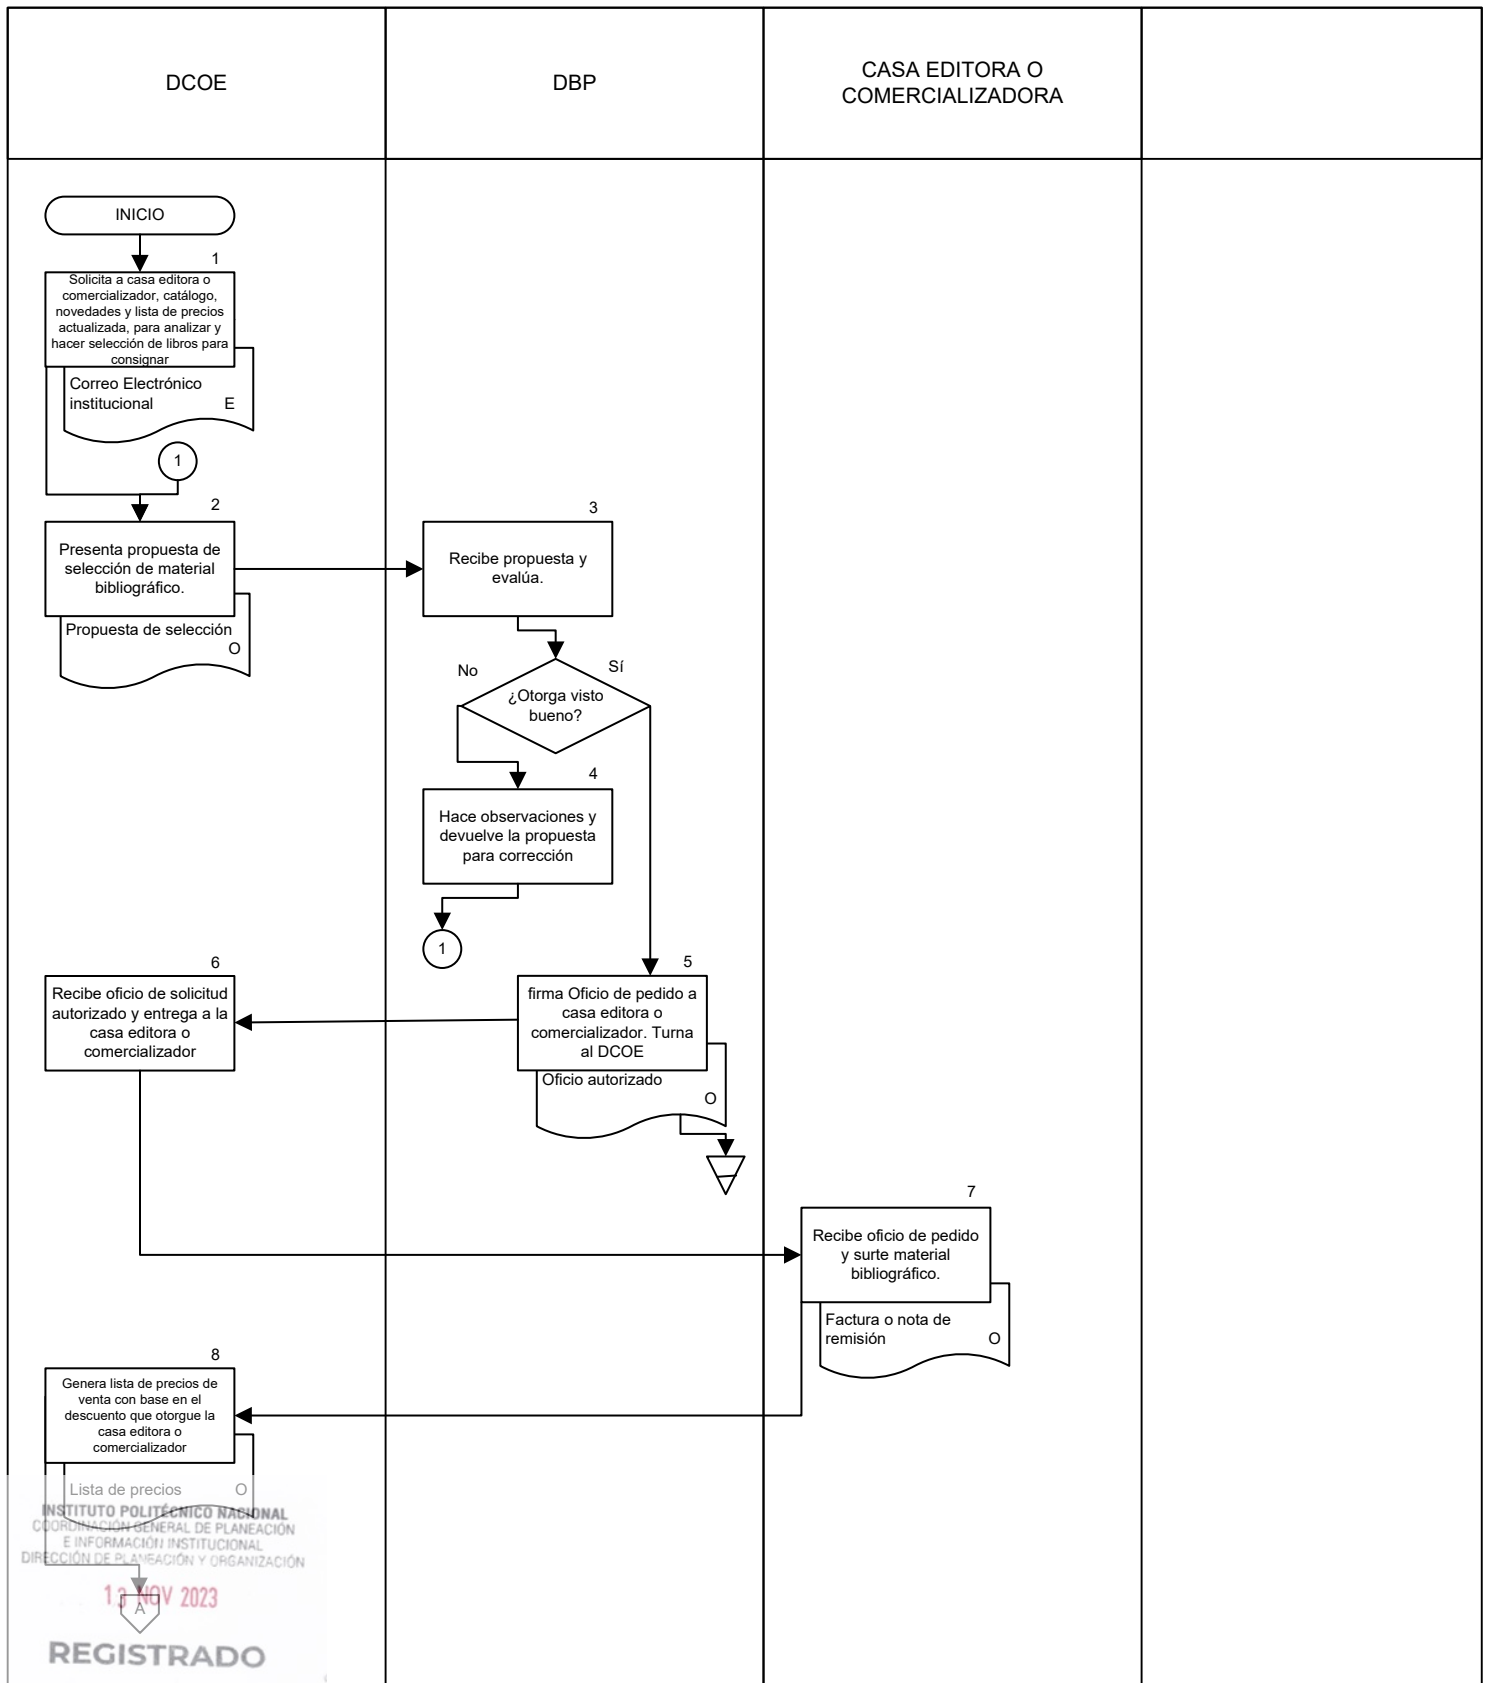 DCOE
DBP
CASA EDITORA O
COMERCIALIZADORA
INICIO
1
Solicita a casa editora o
comercializador, catálogo,
novedades y lista de precios
actualizada, para analizar y
hacer selección de libros para
consignar
Correo Electrónico
institucional E
1
2
Presenta propuesta de
selección de material
bibliográfico.
Propuesta de selección
O
3
Recibe propuesta y
evalúa.
No
Sí
¿Otorga visto
bueno?
4
Hace observaciones y
devuelve la propuesta
para corrección
1
5
firma Oficio de pedido a
casa editora o
comercializador. Turna
al DCOE
Oficio autorizado
O
6
Recibe oficio de solicitud
autorizado y entrega a la
casa editora o
comercializador
7
Recibe oficio de pedido
y surte material
bibliográfico.
Factura o nota de
remisión O
8
Genera lista de precios de
venta con base en el
descuento que otorgue la
casa editora o
comercializador
Lista de precios O
INSTITUTO POLITÉCNICO NACIONAL
COORDINACIÓN GENERAL DE PLANEACIÓN
E INFORMACIÓN INSTITUCIONAL
DIRECCIÓN DE PLANEACIÓN Y ORGANIZACIÓN
13 NOV 2023
A
REGISTRADO